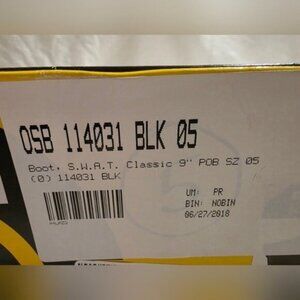 OSB 114031 BLK 05
Boot, S.W.A.T. Classic 9" POB SZ 05
(0) 114031 BLK
UM: PR
BIN: NOBIN
06/27/2018